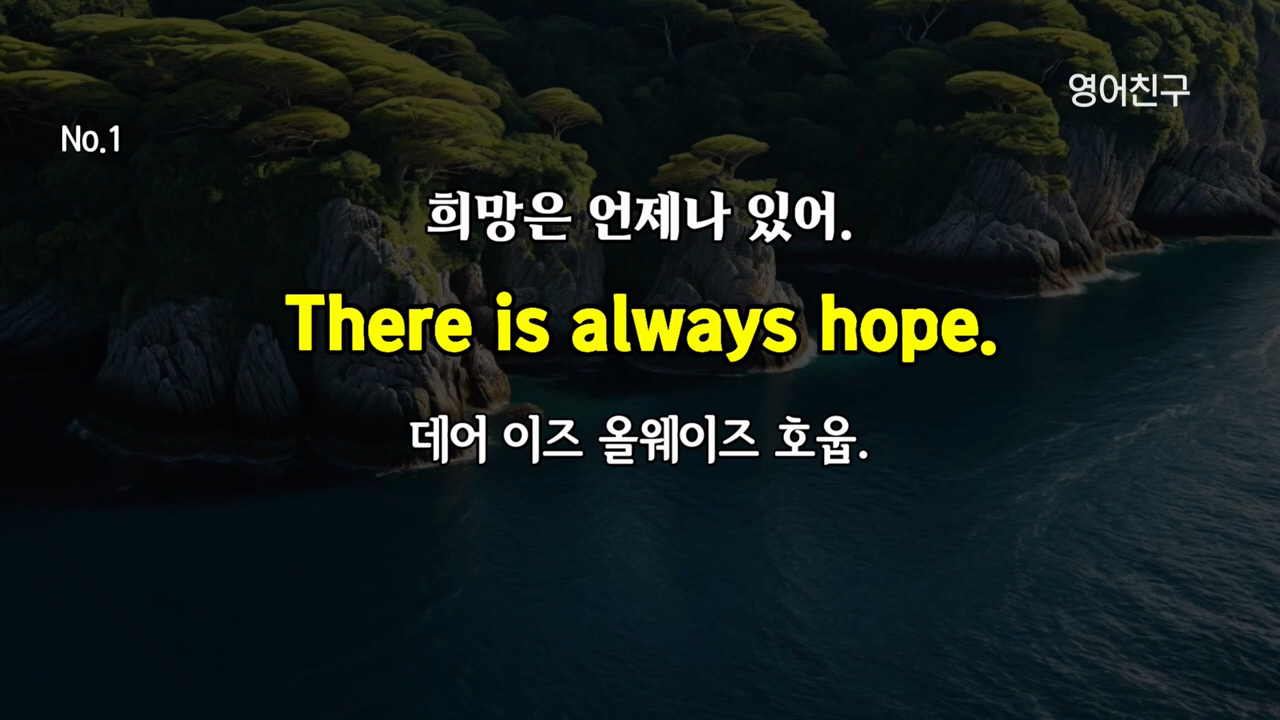 영어친구
No.1
희망은 언제나 있어.
There is always hope.
데어 이즈 올웨이즈 호웁.